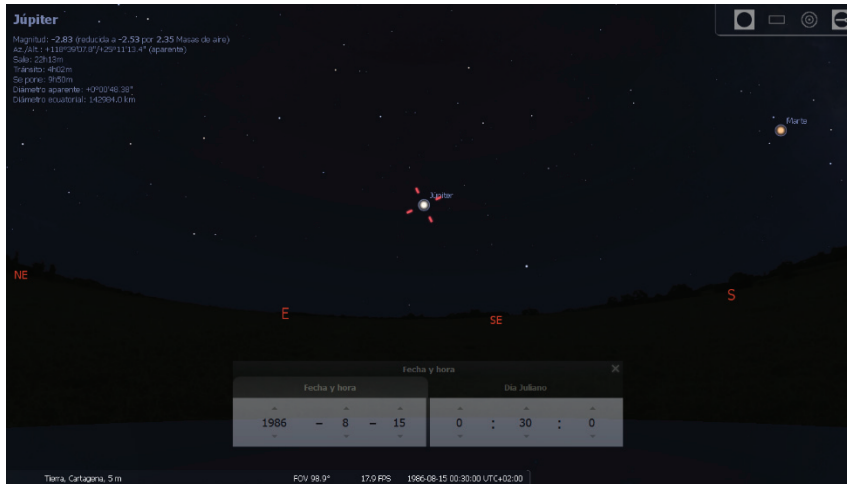 Júpiter
Magnitud: -2.83 (reducida a -2.53 por 2.35 Masas de aire)
Az./Alt.: +118°39'07.8"/+25°11'13.4" (aparente)
Sale: 22h13m
Tránsito: 4h02m
Se pone: 9h50m
Diámetro aparente: +0°00'48.38"
Diámetro ecuatorial: 142984.0 km
Marte
Júpiter
NE
E
SE
S
Fecha y hora
Fecha y hora
Día Juliano
1986 – 8 – 15
0 : 30 : 0
Tierra, Cartagena, 5 m
FOV 98.9°
17.9 FPS
1986-08-15 00:30:00 UTC+02:00